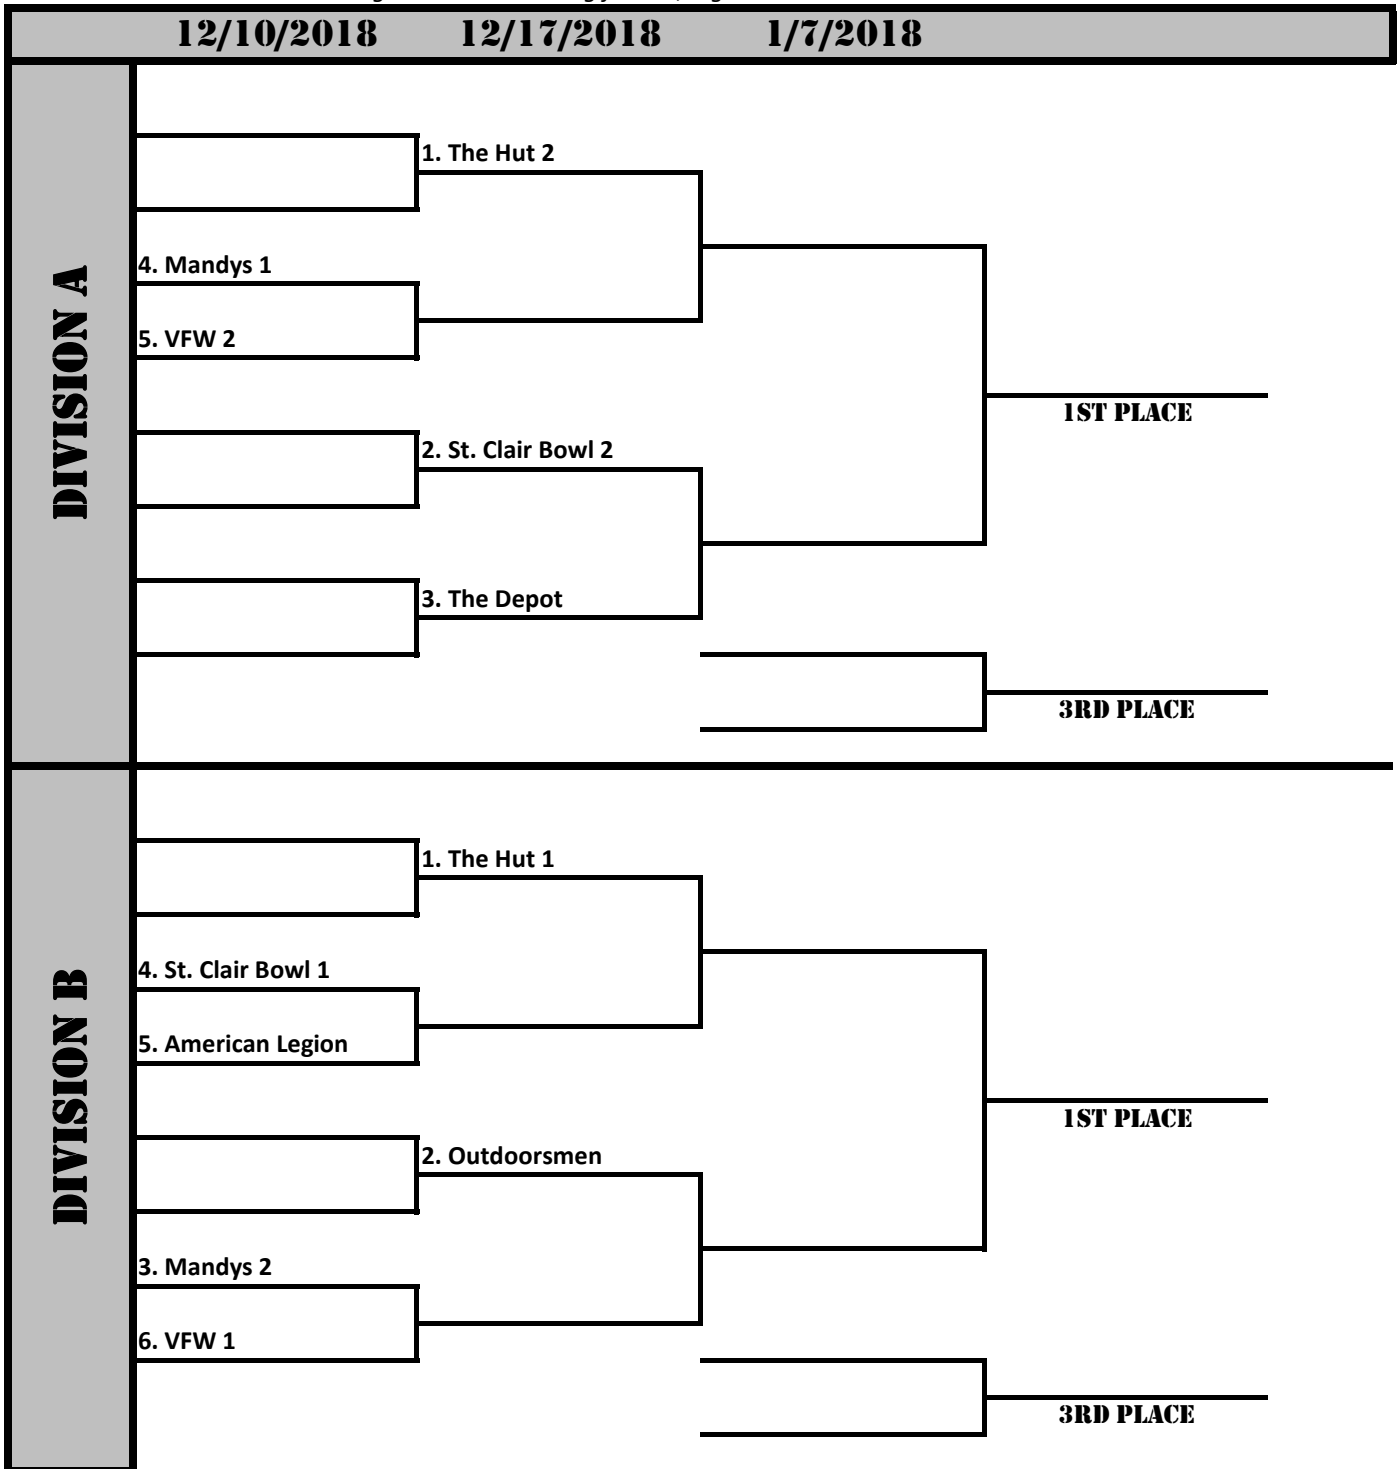 12/10/2018 12/17/2018 1/7/2018
DIVISION A
1. The Hut 2
4. Mandys 1
5. VFW 2
1ST PLACE
2. St. Clair Bowl 2
3. The Depot
3RD PLACE
DIVISION B
1. The Hut 1
4. St. Clair Bowl 1
5. American Legion
1ST PLACE
2. Outdoorsmen
3. Mandys 2
6. VFW 1
3RD PLACE